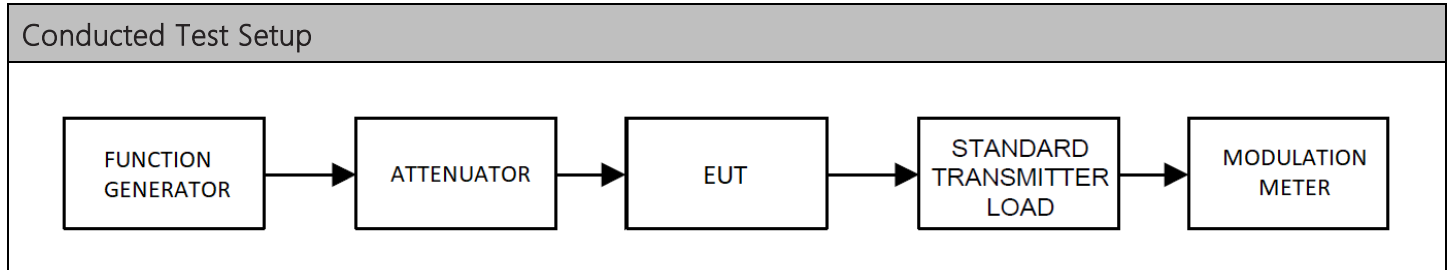 Conducted Test Setup
FUNCTION
GENERATOR
ATTENUATOR
EUT
STANDARD
TRANSMITTER
LOAD
MODULATION
METER